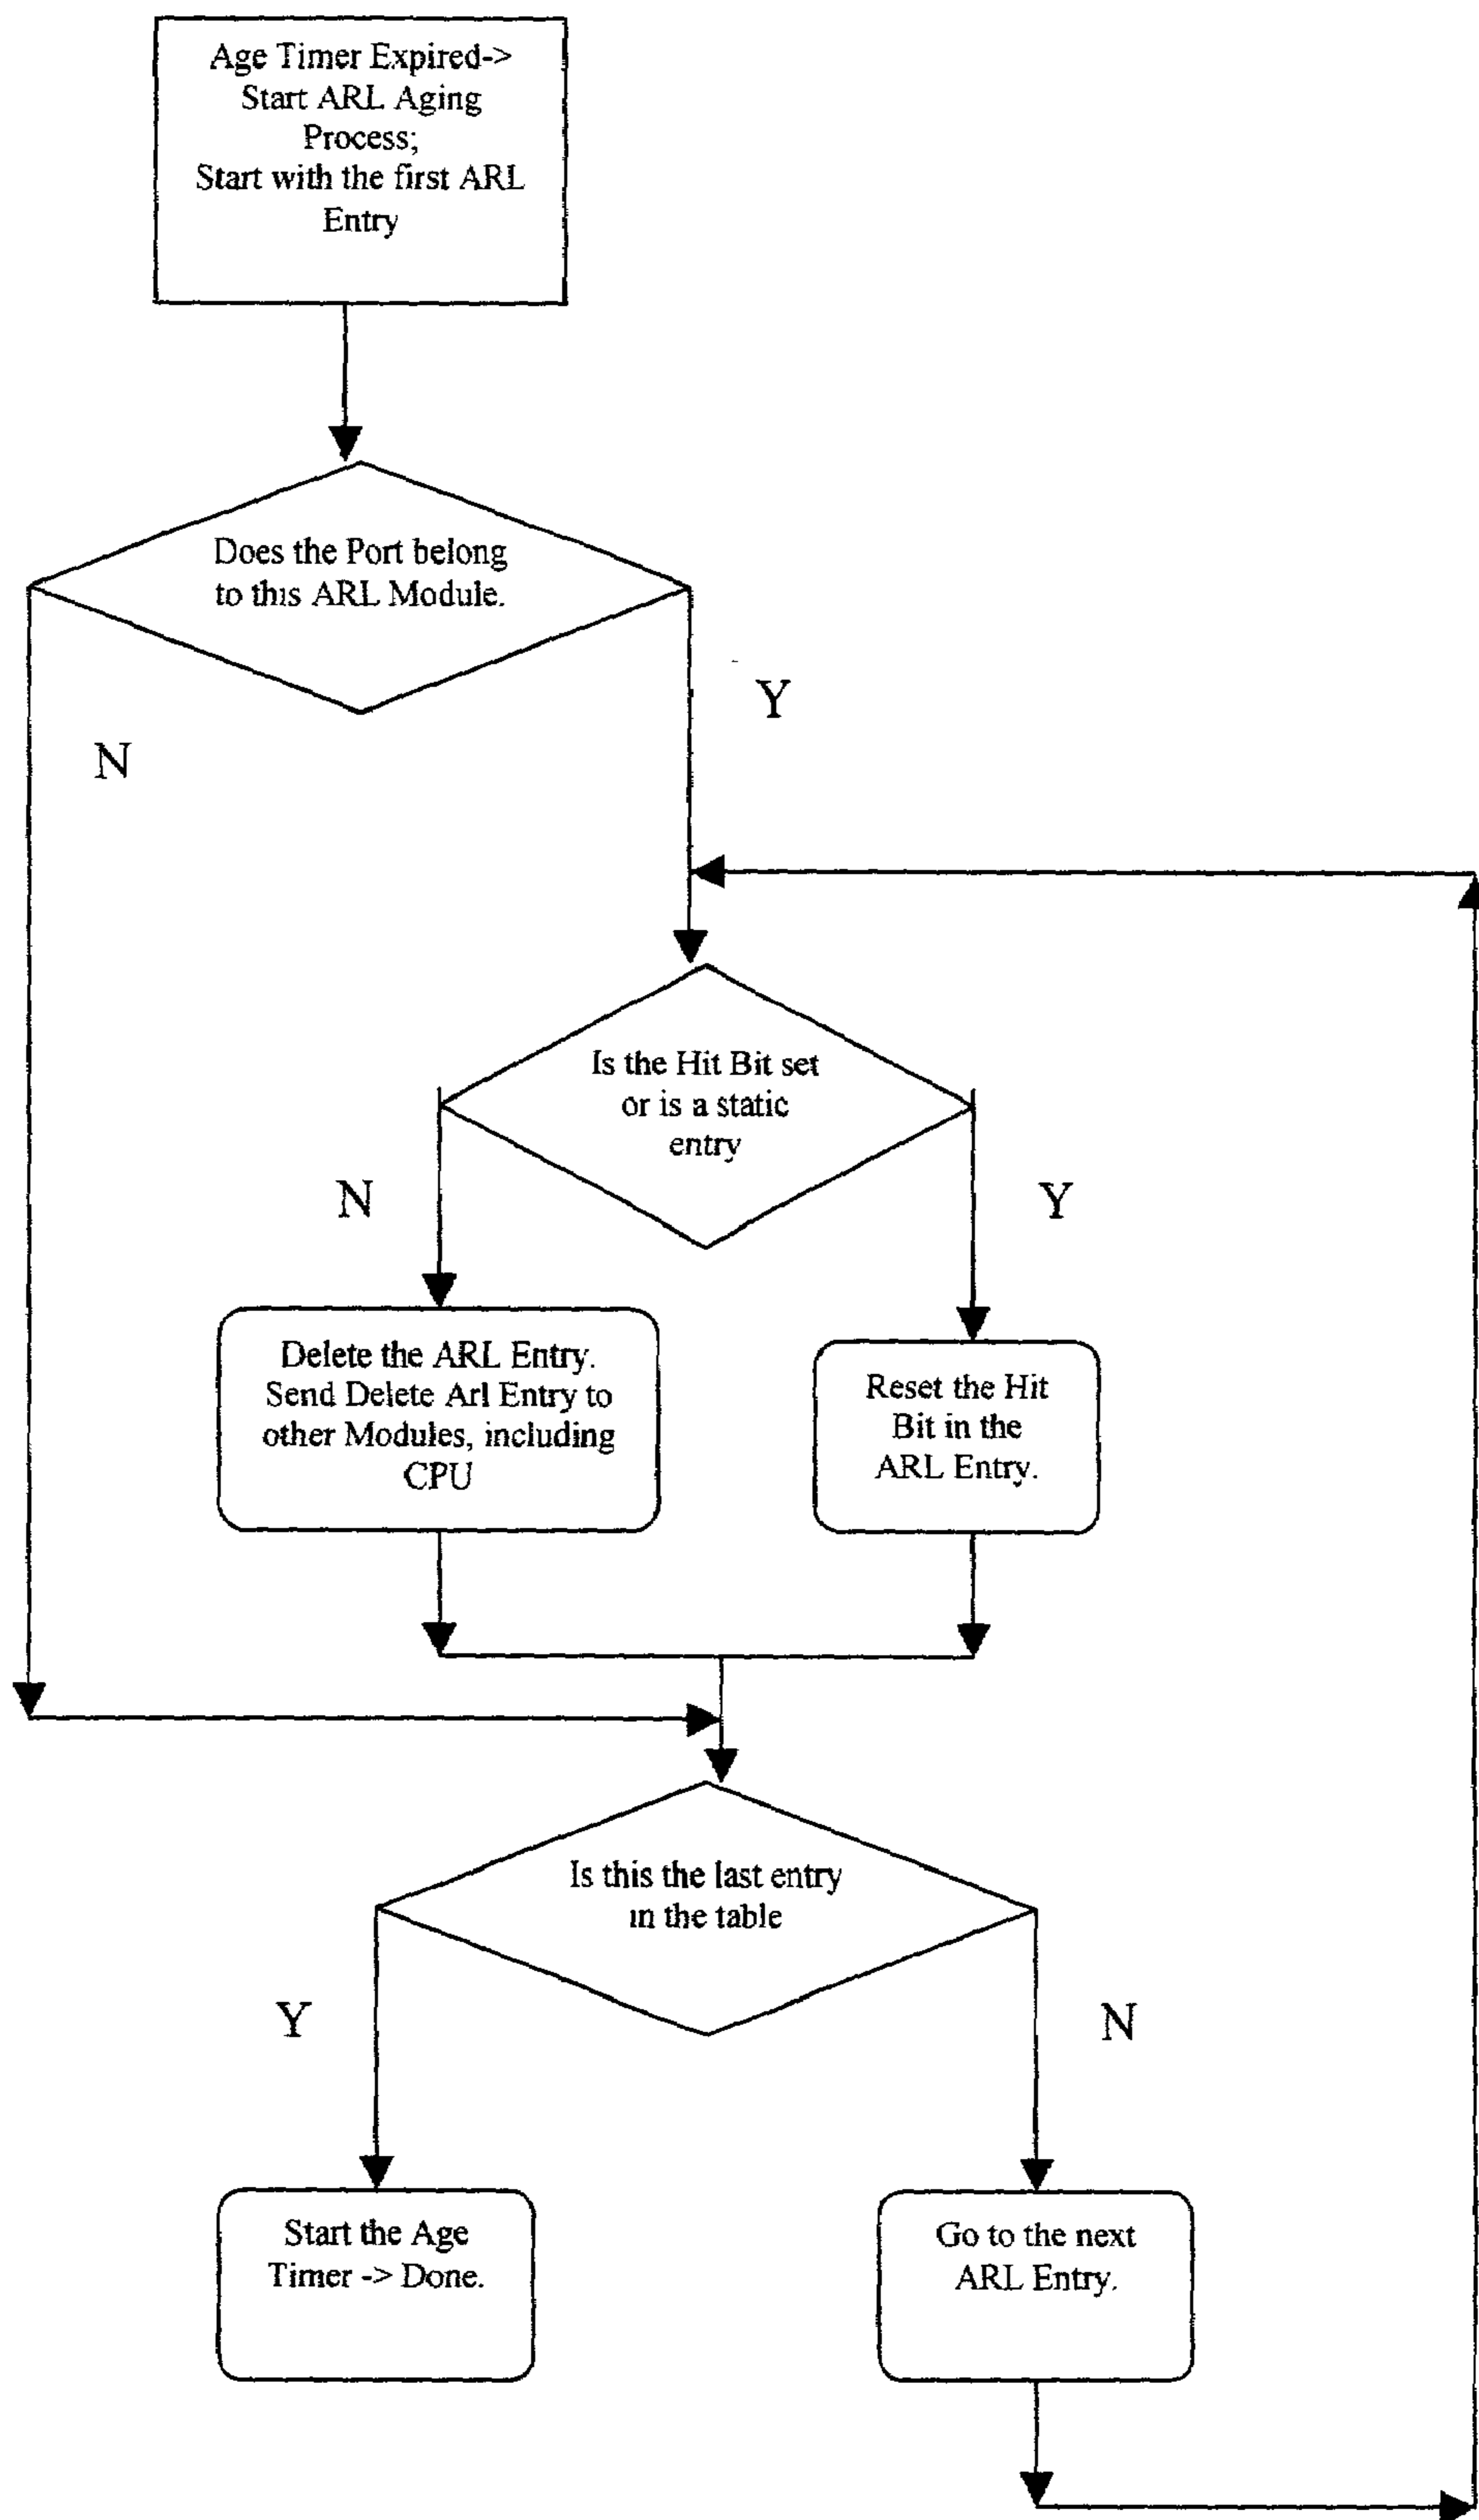 Age Timer Expired->
Start ARL Aging
Process;
Start with the first ARL
Entry
Does the Port belong
to this ARL Module.
Y
N
Is the Hit Bit set
or is a static
entry
N
Y
Delete the ARL Entry.
Send Delete Arl Entry to
other Modules, including
CPU
Reset the Hit
Bit in the
ARL Entry.
Is this the last entry
in the table
Y
N
Start the Age
Timer -> Done.
Go to the next
ARL Entry.